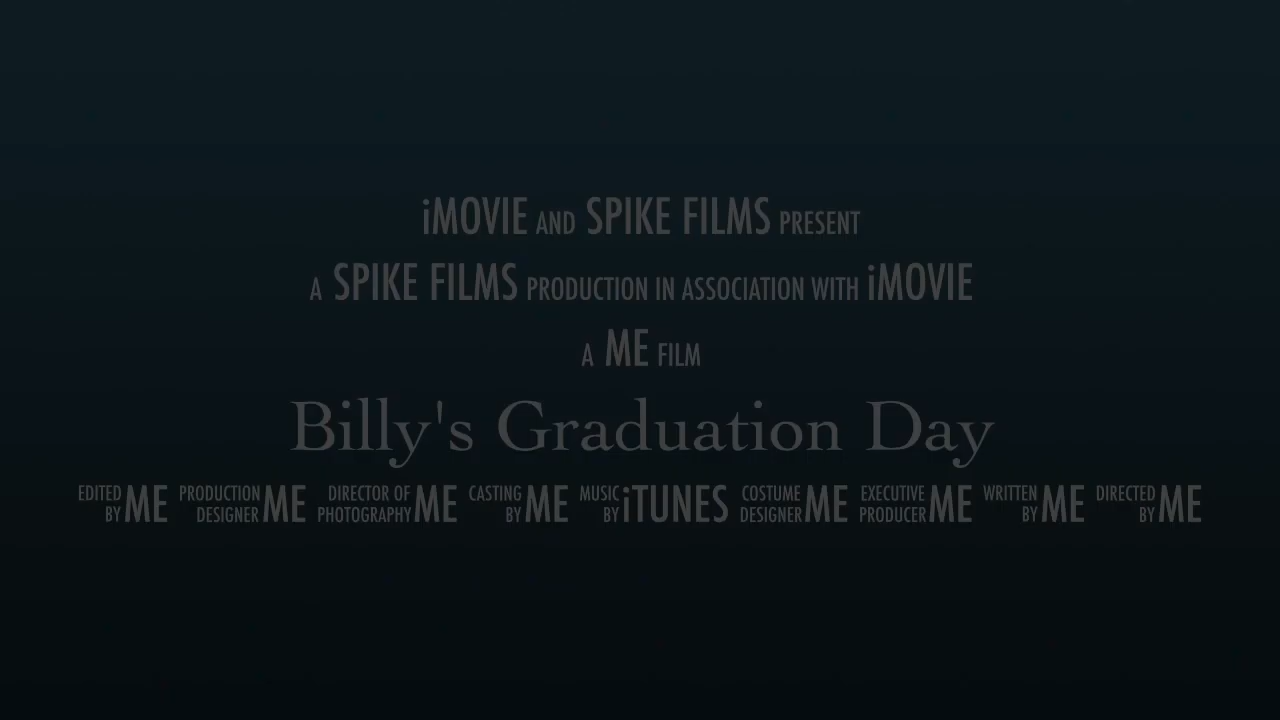 iMOVIE AND SPIKE FILMS PRESENT
A SPIKE FILMS PRODUCTION IN ASSOCIATION WITH iMOVIE
A ME FILM
Billy's Graduation Day
EDITED BY ME PRODUCTION DESIGNER ME DIRECTOR OF PHOTOGRAPHY ME CASTING BY ME MUSIC BY iTUNES COSTUME DESIGNER ME EXECUTIVE PRODUCER ME WRITTEN BY ME DIRECTED BY ME